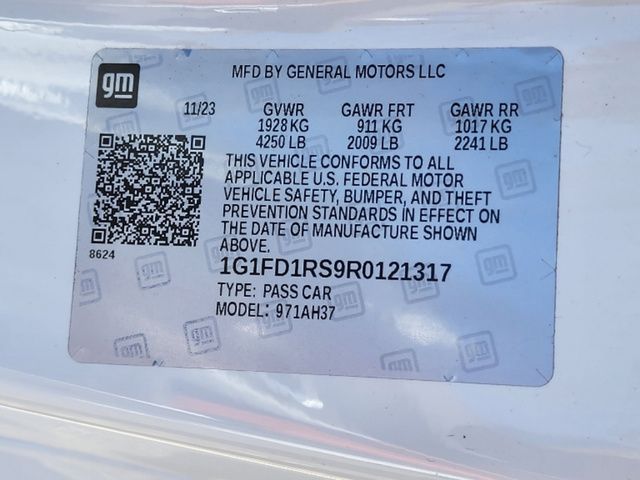 gm
MFD BY GENERAL MOTORS LLC
11/23 GVWR GAWR FRT GAWR RR
1928 KG 911 KG 1017 KG
4250 LB 2009 LB 2241 LB
THIS VEHICLE CONFORMS TO ALL
APPLICABLE U.S. FEDERAL MOTOR
VEHICLE SAFETY, BUMPER, AND THEFT
PREVENTION STANDARDS IN EFFECT ON
THE DATE OF MANUFACTURE SHOWN
ABOVE.
8624
1G1FD1RS9R0121317
TYPE: PASS CAR
MODEL: 971AH37